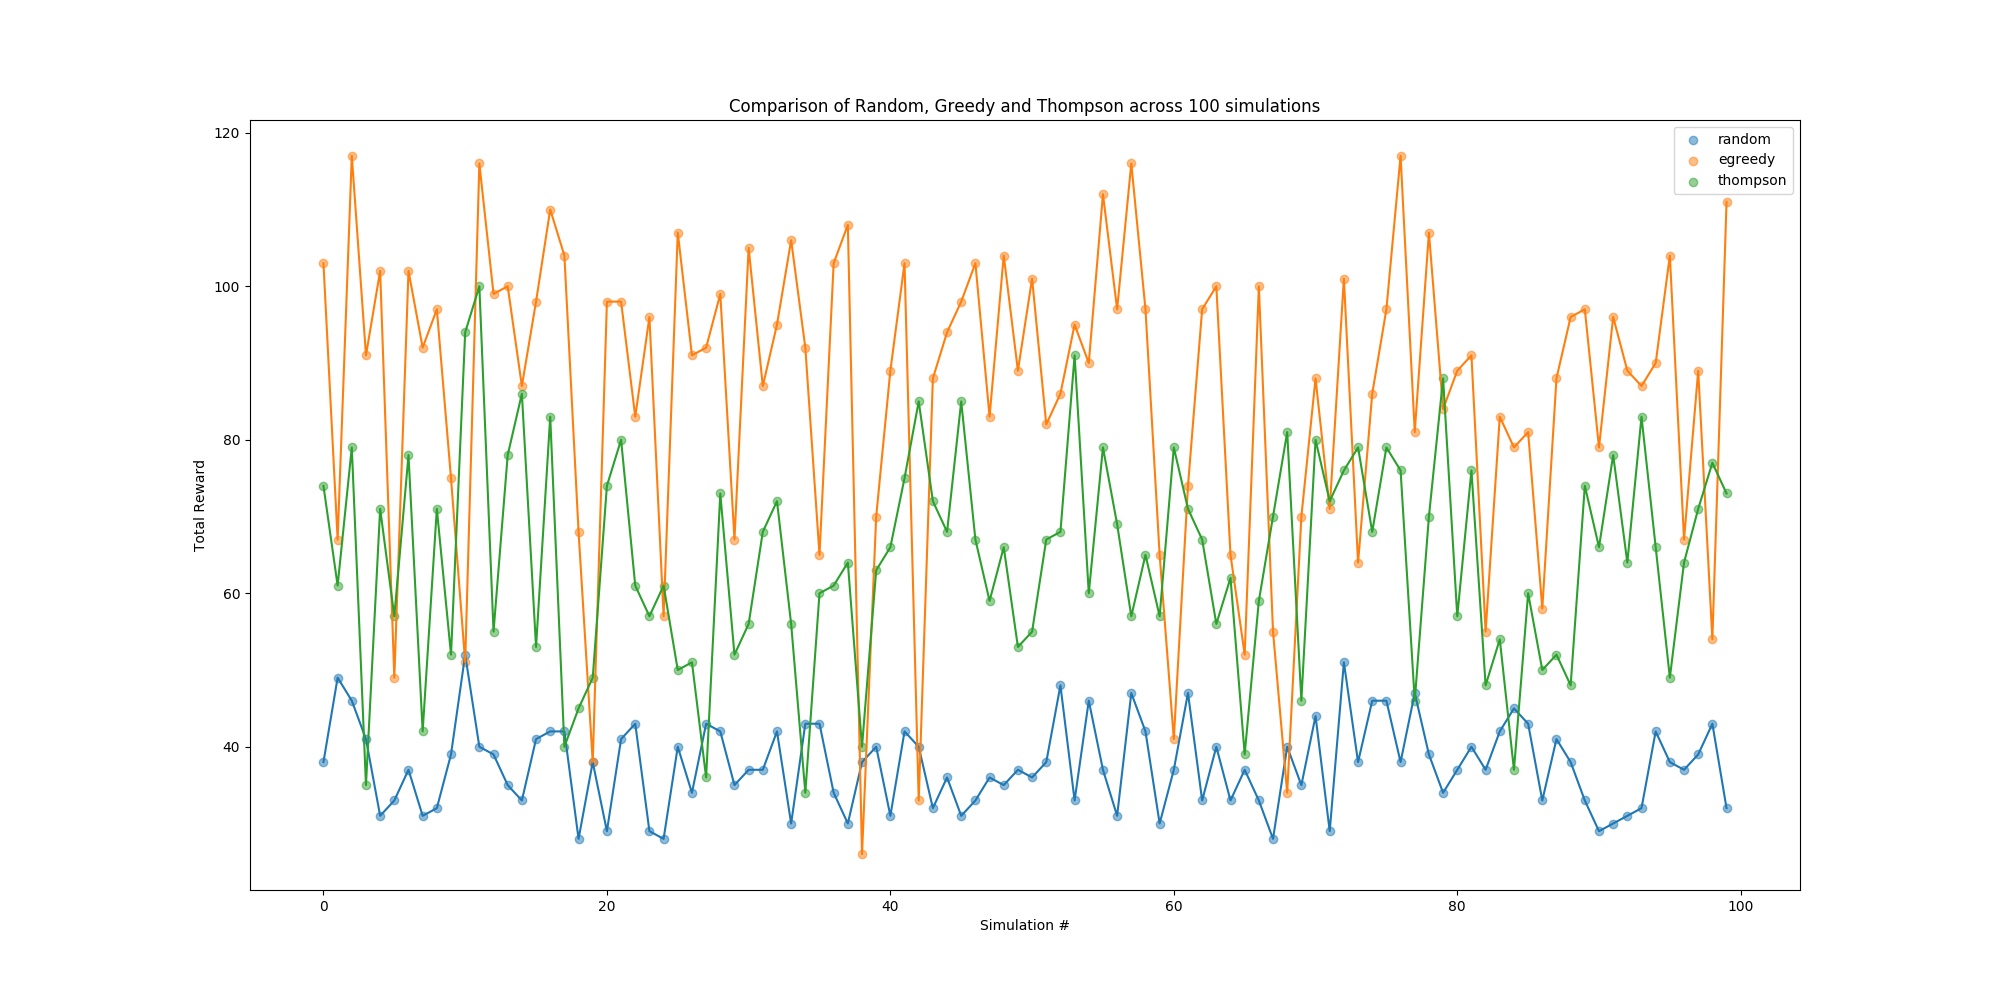 Comparison of Random, Greedy and Thompson across 100 simulations
random
egreedy
thompson
120
100
80
60
40
Total Reward
0
20
40
60
80
100
Simulation #